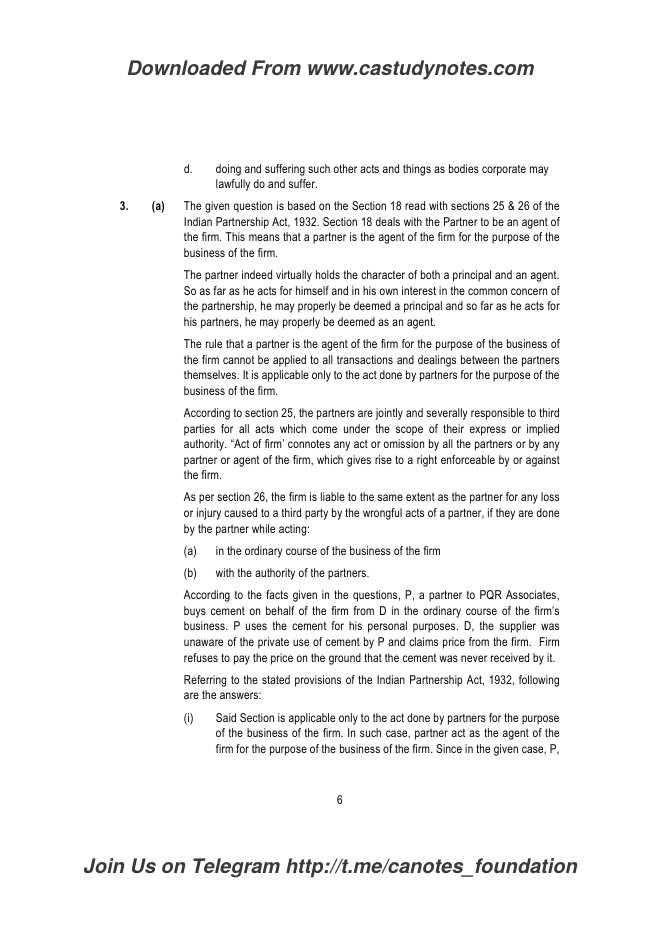 Downloaded From www.castudynotes.com
d. doing and suffering such other acts and things as bodies corporate may
lawfully do and suffer.
3. (a) The given question is based on the Section 18 read with sections 25 & 26 of the
Indian Partnership Act, 1932. Section 18 deals with the Partner to be an agent of
the firm. This means that a partner is the agent of the firm for the purpose of the
business of the firm.
The partner indeed virtually holds the character of both a principal and an agent.
So as far as he acts for himself and in his own interest in the common concern of
the partnership, he may properly be deemed a principal and so far as he acts for
his partners, he may properly be deemed as an agent.
The rule that a partner is the agent of the firm for the purpose of the business of
the firm cannot be applied to all transactions and dealings between the partners
themselves. It is applicable only to the act done by partners for the purpose of the
business of the firm.
According to section 25, the partners are jointly and severally responsible to third
parties for all acts which come under the scope of their express or implied
authority. “Act of firm’ connotes any act or omission by all the partners or by any
partner or agent of the firm, which gives rise to a right enforceable by or against
the firm.
As per section 26, the firm is liable to the same extent as the partner for any loss
or injury caused to a third party by the wrongful acts of a partner, if they are done
by the partner while acting:
(a) in the ordinary course of the business of the firm
(b) with the authority of the partners.
According to the facts given in the questions, P, a partner to PQR Associates,
buys cement on behalf of the firm from D in the ordinary course of the firm’s
business. P uses the cement for his personal purposes. D, the supplier was
unaware of the private use of cement by P and claims price from the firm. Firm
refuses to pay the price on the ground that the cement was never received by it.
Referring to the stated provisions of the Indian Partnership Act, 1932, following
are the answers:
(i) Said Section is applicable only to the act done by partners for the purpose
of the business of the firm. In such case, partner act as the agent of the
firm for the purpose of the business of the firm. Since in the given case, P,
6
Join Us on Telegram http://t.me/canotes_foundation